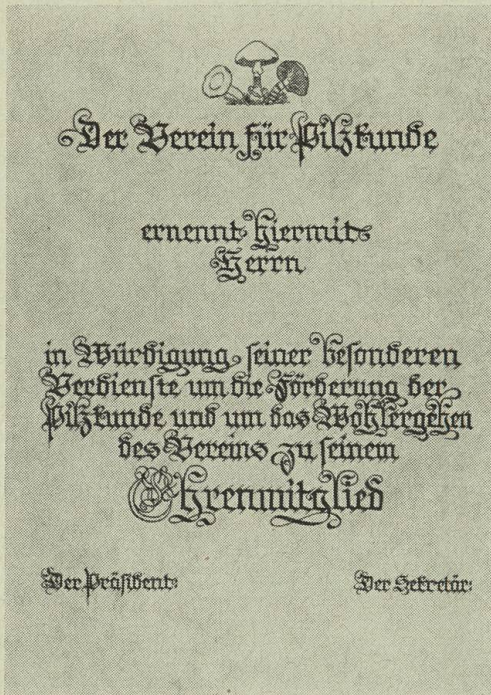 Der Verein für Pilzkunde
ernennt hiermit
Herrn
in Würdigung seiner besonderen
Verdienste um die Förderung der
Pilzkunde und um das Wohlergehen
des Vereins zu seinem
Ehrenmitglied
Der Präsident:
Der Sekretär: